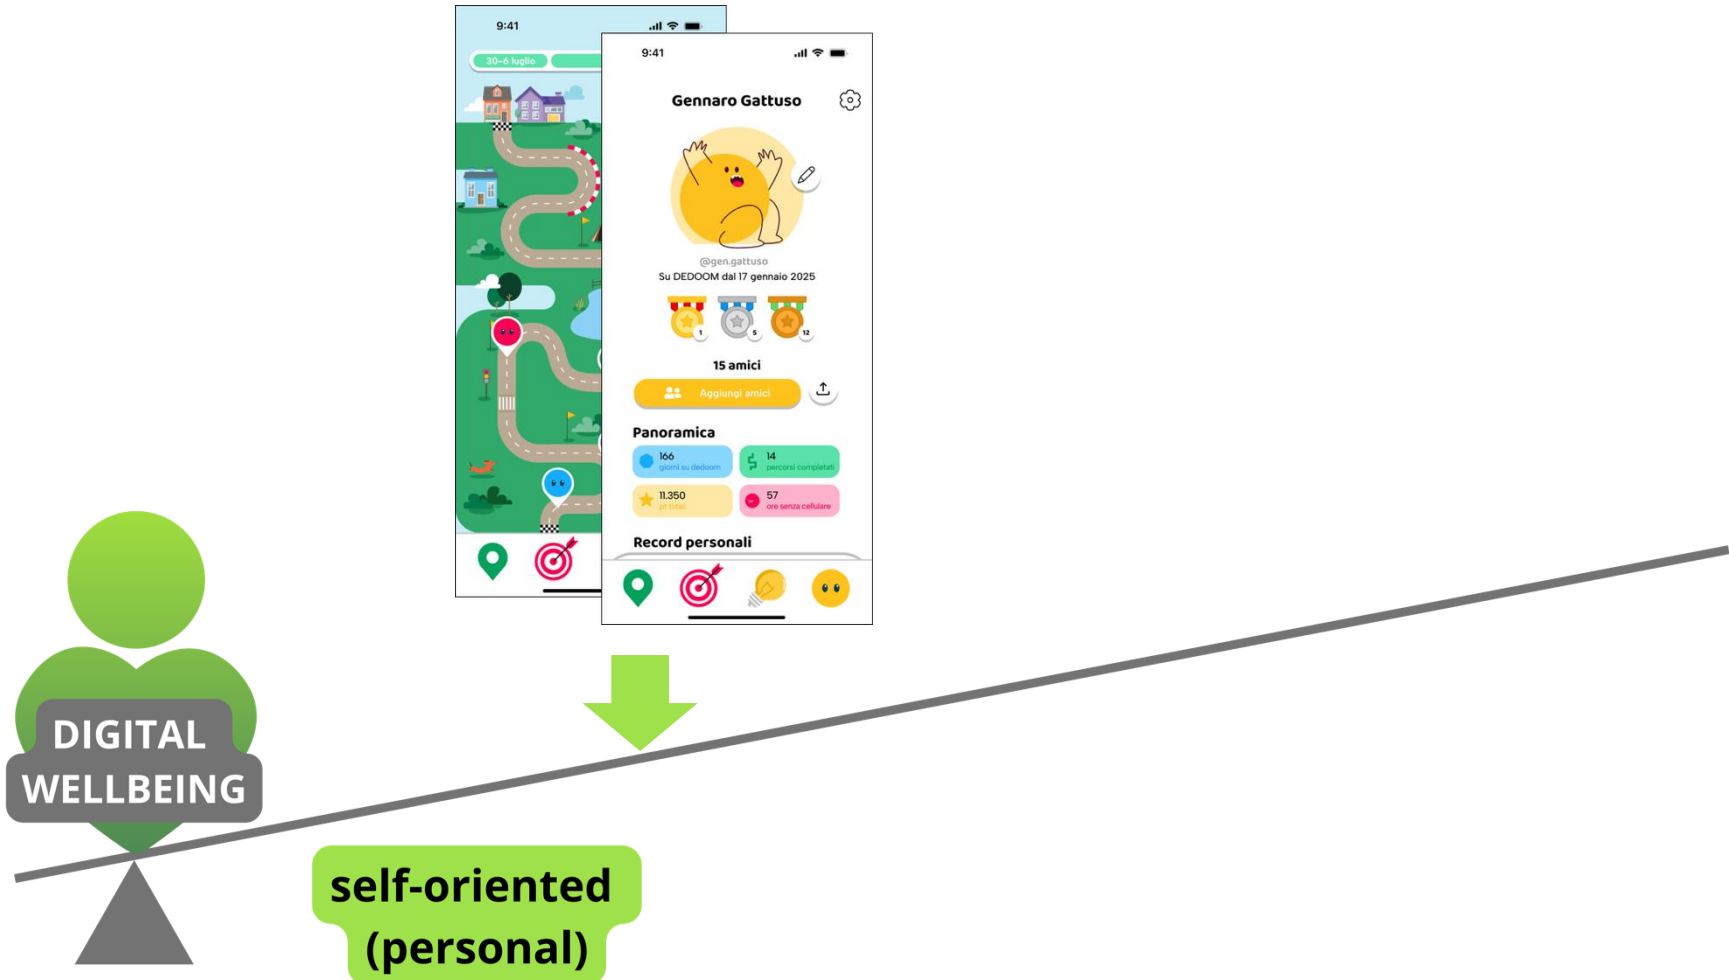 9:41
30-6 luglio
9:41
Gennaro Gattuso
@gen.gattuso
Su DEDOOM dal 17 gennaio 2025
1
5
12
15 amici
Aggiungi amici
Panoramica
166
giorni su dedoom
14
percorsi completati
11.350
pt totali
57
ore senza cellulare
Record personali
DIGITAL
WELLBEING
self-oriented
(personal)